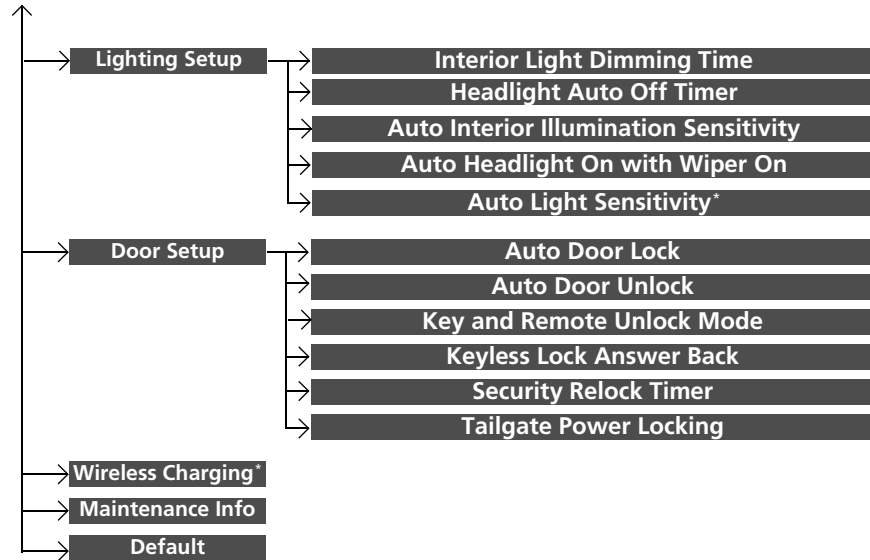 Lighting Setup
Interior Light Dimming Time
Headlight Auto Off Timer
Auto Interior Illumination Sensitivity
Auto Headlight On with Wiper On
Auto Light Sensitivity*
Door Setup
Auto Door Lock
Auto Door Unlock
Key and Remote Unlock Mode
Keyless Lock Answer Back
Security Relock Timer
Tailgate Power Locking
Wireless Charging*
Maintenance Info
Default